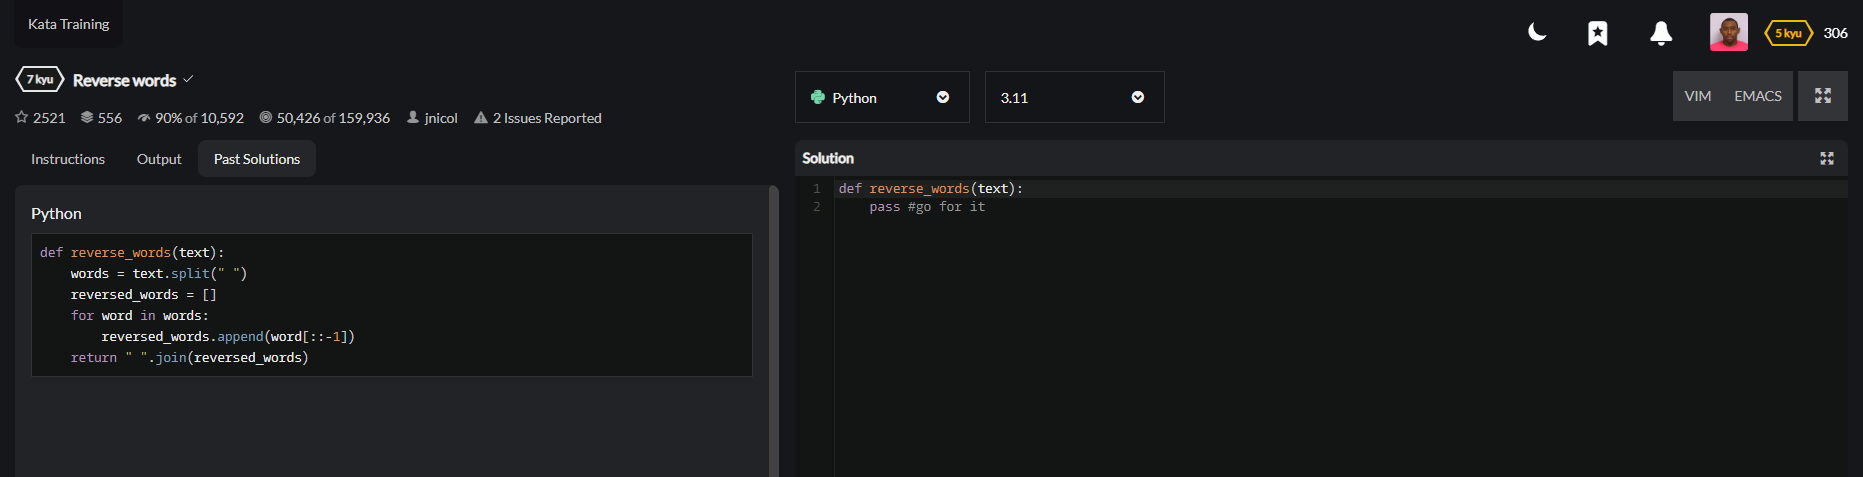 Kata Training
5 kyu 306
7 kyu Reverse words
2521 556 90% of 10,592 50,426 of 159,936 jnicol 2 Issues Reported
Instructions Output Past Solutions
Python
def reverse_words(text):
    words = text.split(" ")
    reversed_words = []
    for word in words:
        reversed_words.append(word[::-1])
    return " ".join(reversed_words)
Python 3.11 VIM EMACS
Solution
1 def reverse_words(text):
2     pass #go for it